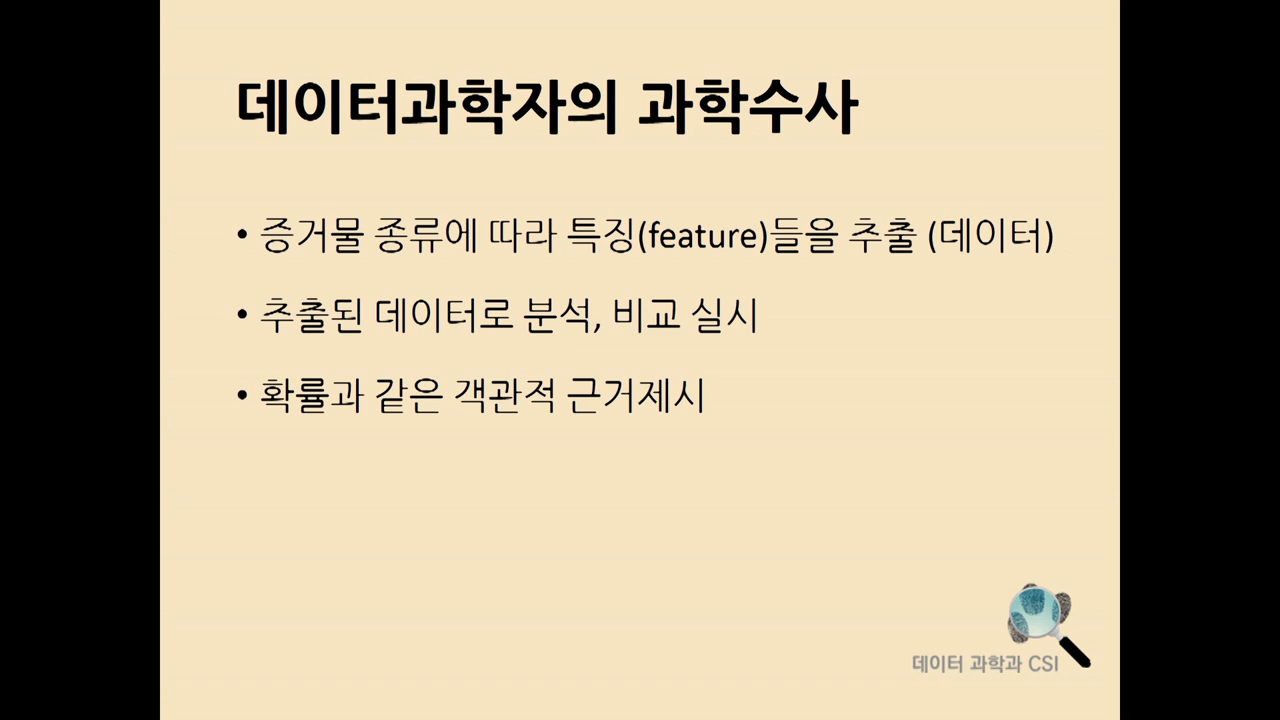 데이터과학자의 과학수사
• 증거물 종류에 따라 특징(feature)들을 추출 (데이터)
• 추출된 데이터로 분석, 비교 실시
• 확률과 같은 객관적 근거제시
데이터 과학과 CSI